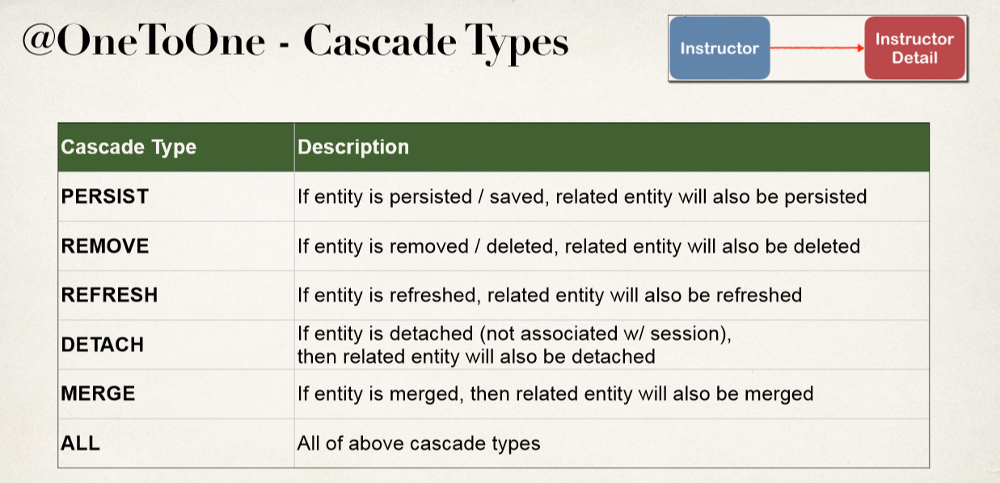 @OneToOne - Cascade Types
Instructor
Instructor
Detail
Cascade Type
Description
PERSIST
If entity is persisted / saved, related entity will also be persisted
REMOVE
If entity is removed / deleted, related entity will also be deleted
REFRESH
If entity is refreshed, related entity will also be refreshed
DETACH
If entity is detached (not associated w/ session),
then related entity will also be detached
MERGE
If entity is merged, then related entity will also be merged
ALL
All of above cascade types